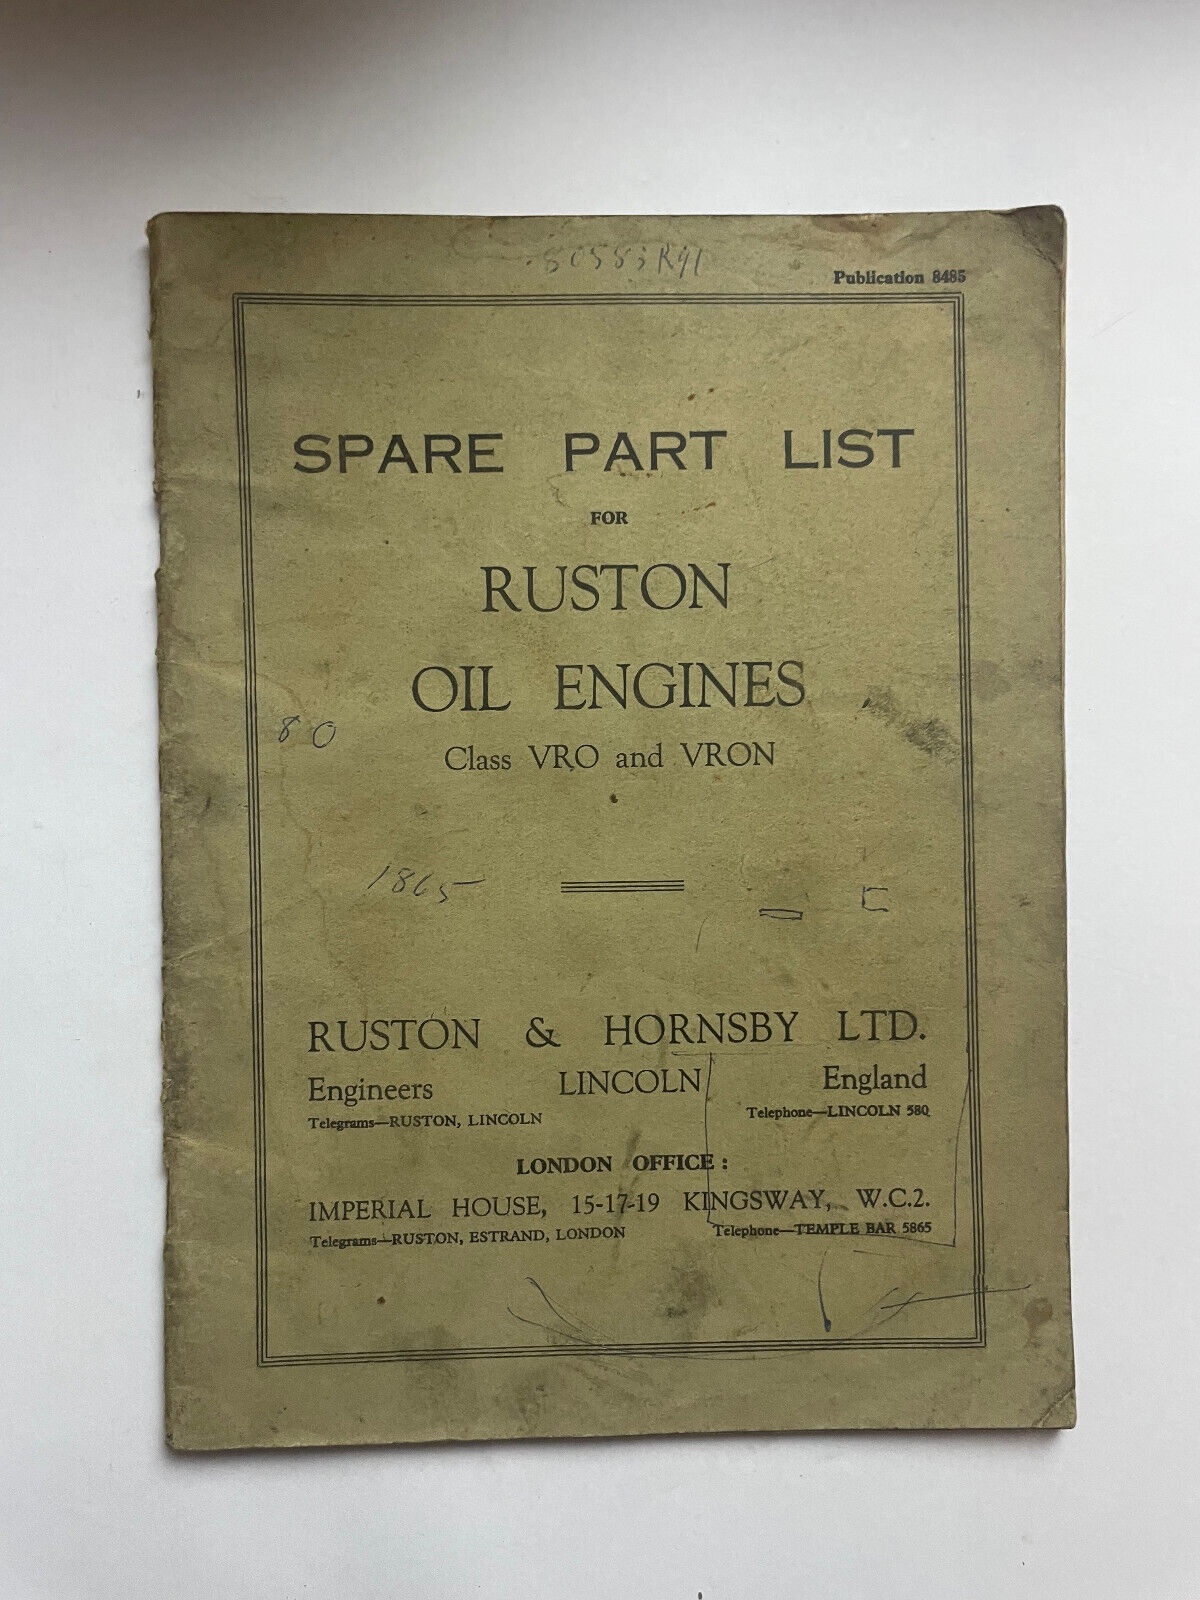 Publication 8485
SPARE PART LIST
FOR
RUSTON
OIL ENGINES
80
Class VRO and VRON
1865
RUSTON & HORNSBY LTD.
Engineers LINCOLN England
Telegrams—RUSTON, LINCOLN Telephone—LINCOLN 580
LONDON OFFICE:
IMPERIAL HOUSE, 15-17-19 KINGSWAY, W.C.2.
Telegrams—RUSTON, ESTRAND, LONDON Telephone—TEMPLE BAR 5865